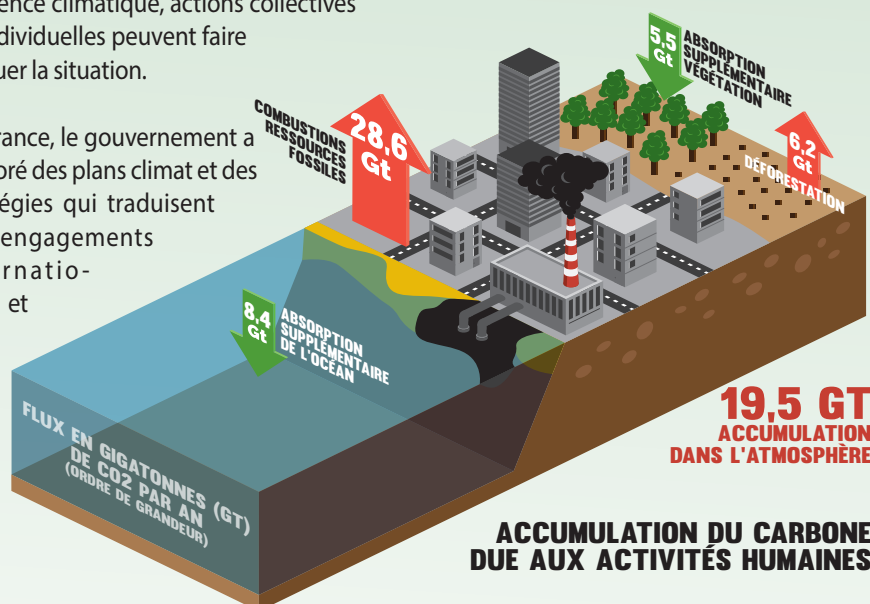 ence climatique, actions collectives
dividuelles peuvent faire
uer la situation.
rance, le gouvernement a
oré des plans climat et des
égies qui traduisent
engagements
rnatio-
et
COMBUSTIONS
RESSOURCES
FOSSILES
28,6
Gt
5,5
Gt
ABSORPTION
SUPPLÉMENTAIRE
VÉGÉTATION
6,2
Gt
DÉFORESTATION
8,4
Gt
ABSORPTION
SUPPLÉMENTAIRE
DE L'OCÉAN
FLUX EN GIGATONNES (GT)
DE CO2 PAR AN
(ORDRE DE GRANDEUR)
19,5 GT
ACCUMULATION
DANS L'ATMOSPHÈRE
ACCUMULATION DU CARBONE
DUE AUX ACTIVITÉS HUMAINES